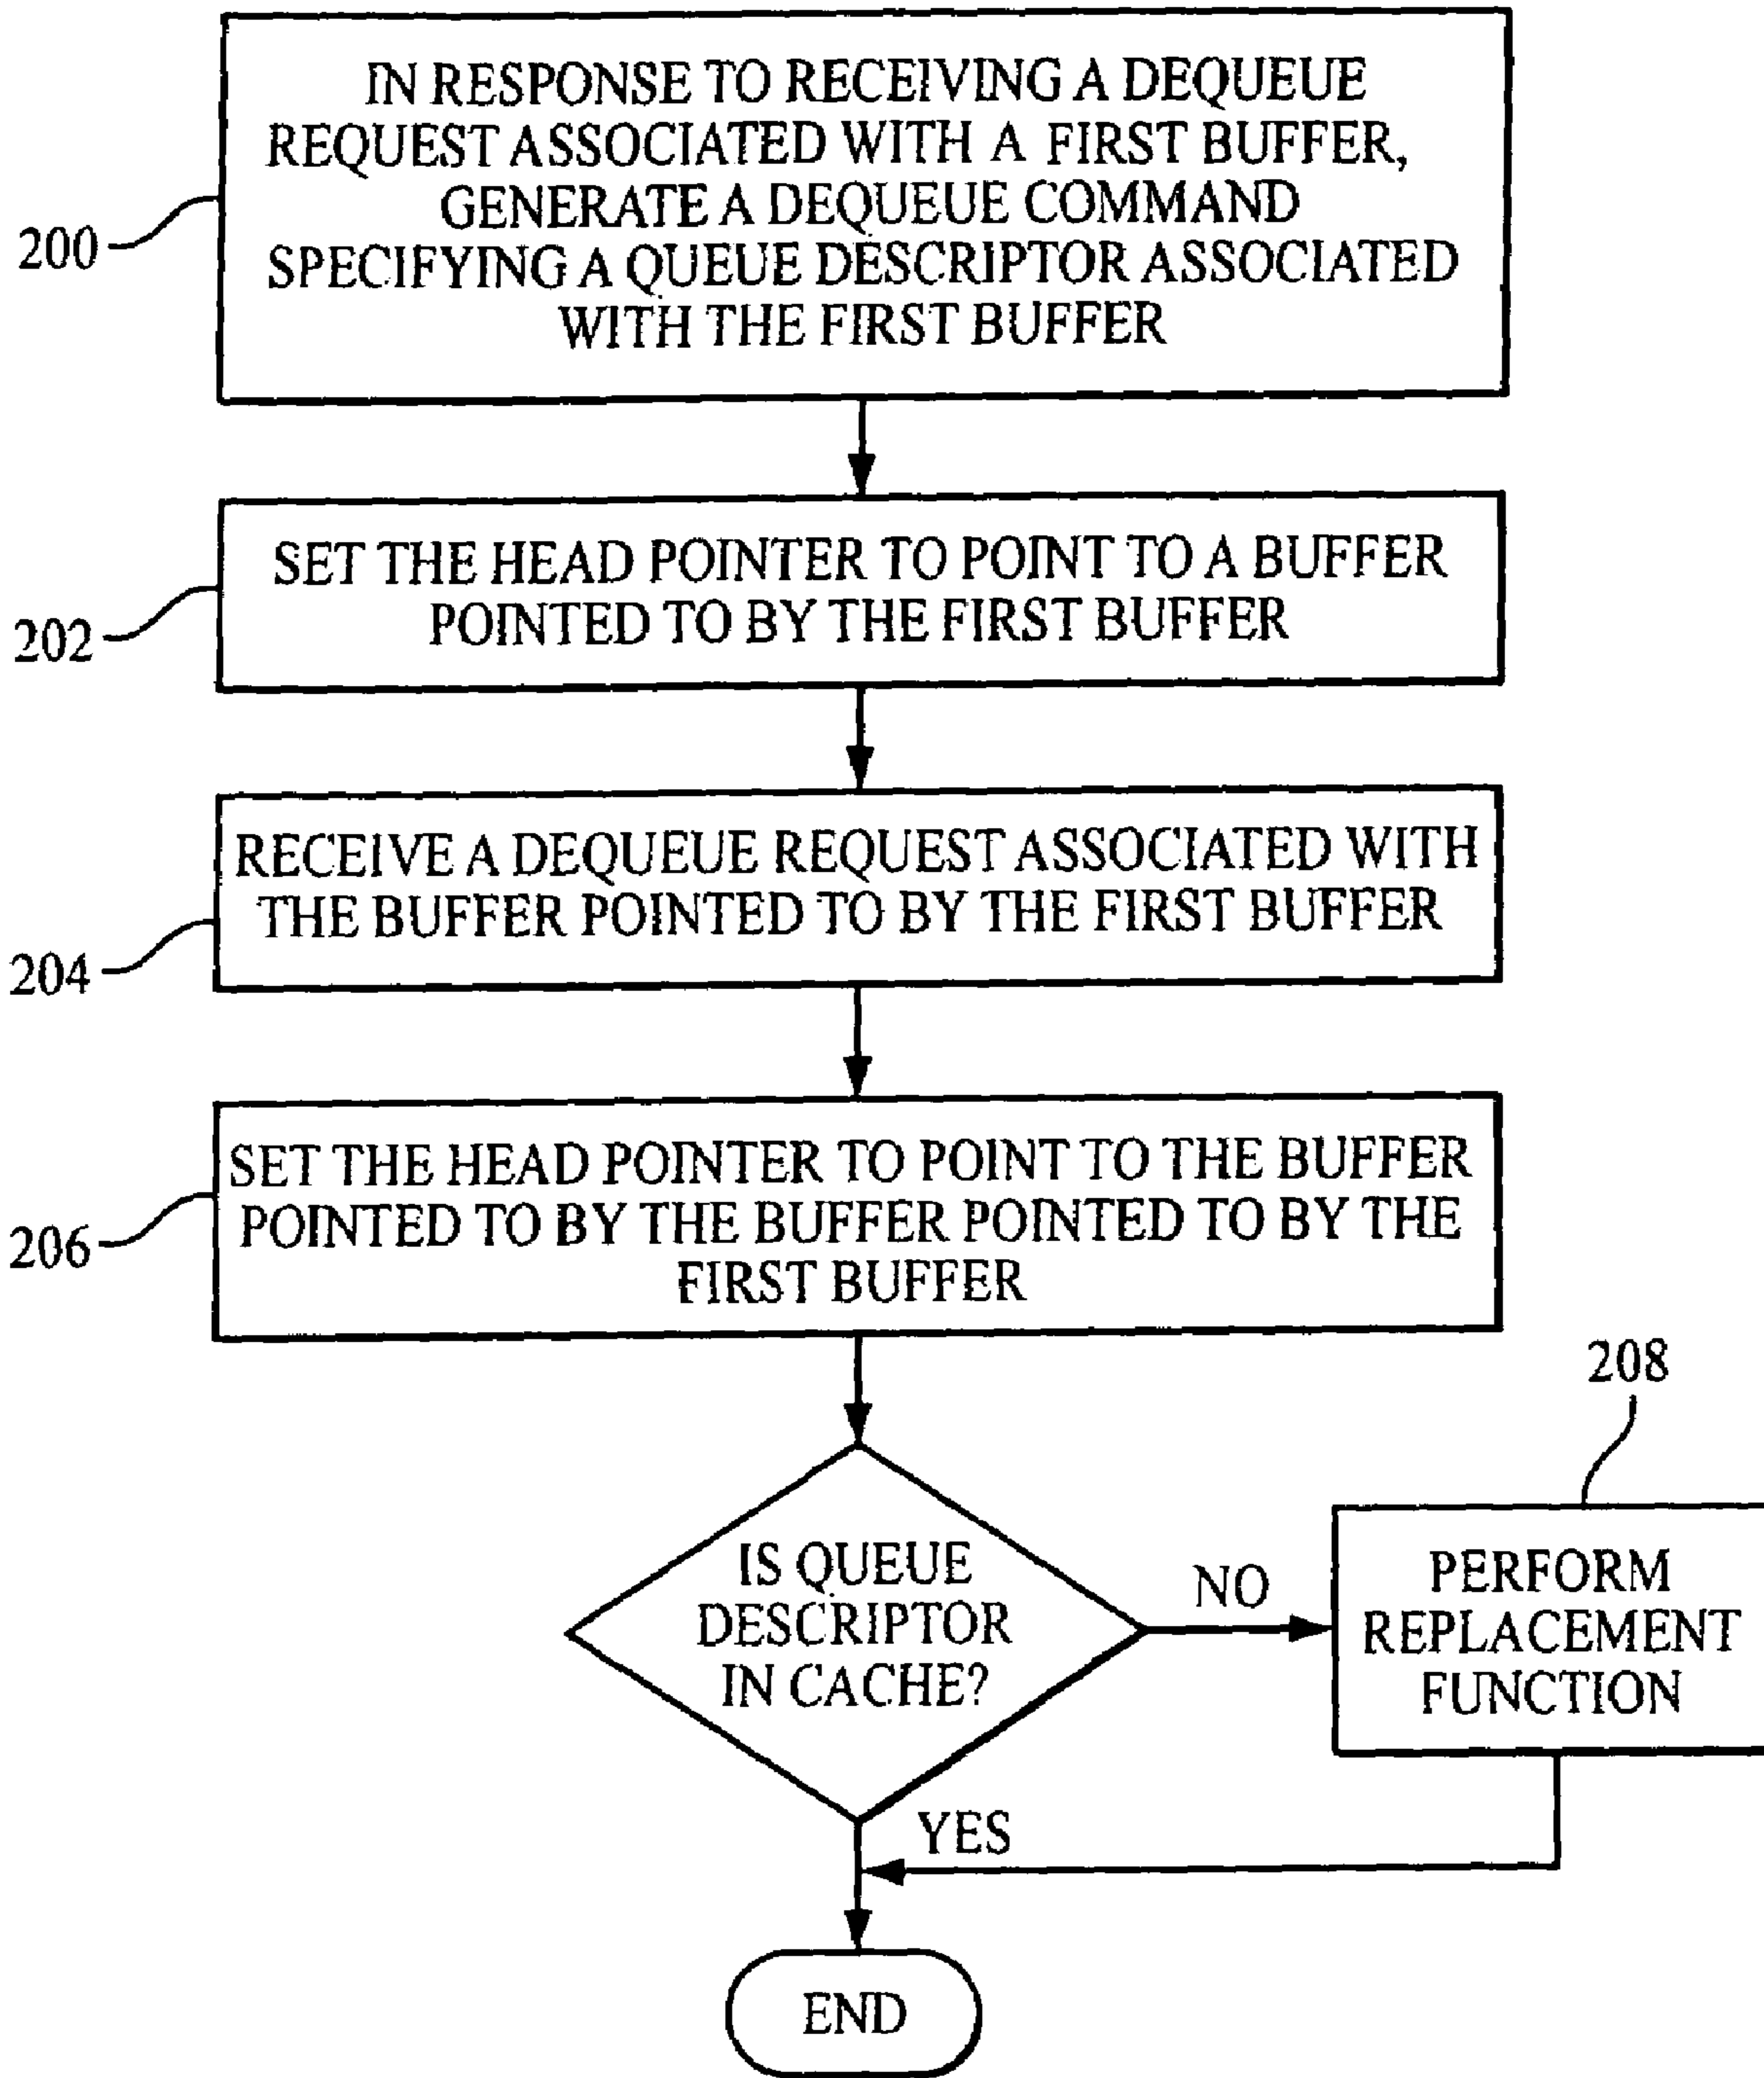 IN RESPONSE TO RECEIVING A DEQUEUE
REQUEST ASSOCIATED WITH A FIRST BUFFER,
GENERATE A DEQUEUE COMMAND
SPECIFYING A QUEUE DESCRIPTOR ASSOCIATED
WITH THE FIRST BUFFER
200
SET THE HEAD POINTER TO POINT TO A BUFFER
POINTED TO BY THE FIRST BUFFER
202
RECEIVE A DEQUEUE REQUEST ASSOCIATED WITH
THE BUFFER POINTED TO BY THE FIRST BUFFER
204
SET THE HEAD POINTER TO POINT TO THE BUFFER
POINTED TO BY THE BUFFER POINTED TO BY THE
FIRST BUFFER
206
IS QUEUE
DESCRIPTOR
IN CACHE?
NO
208
PERFORM
REPLACEMENT
FUNCTION
YES
END